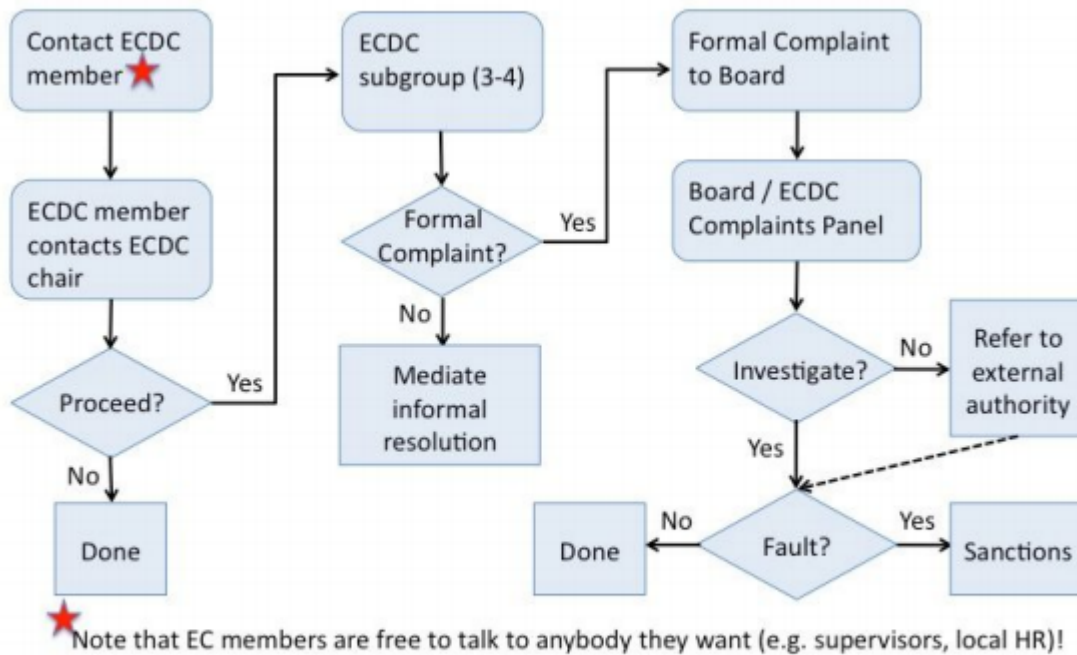 Contact ECDC
member
ECDC member
contacts ECDC
chair
Proceed?
Yes
No
Done
ECDC
subgroup (3-4)
Formal
Complaint?
Yes
No
Mediate
informal
resolution
Formal Complaint
to Board
Board / ECDC
Complaints Panel
Investigate?
No
Refer to
external
authority
Yes
Fault?
No
Done
Yes
Sanctions
Note that EC members are free to talk to anybody they want (e.g. supervisors, local HR)!